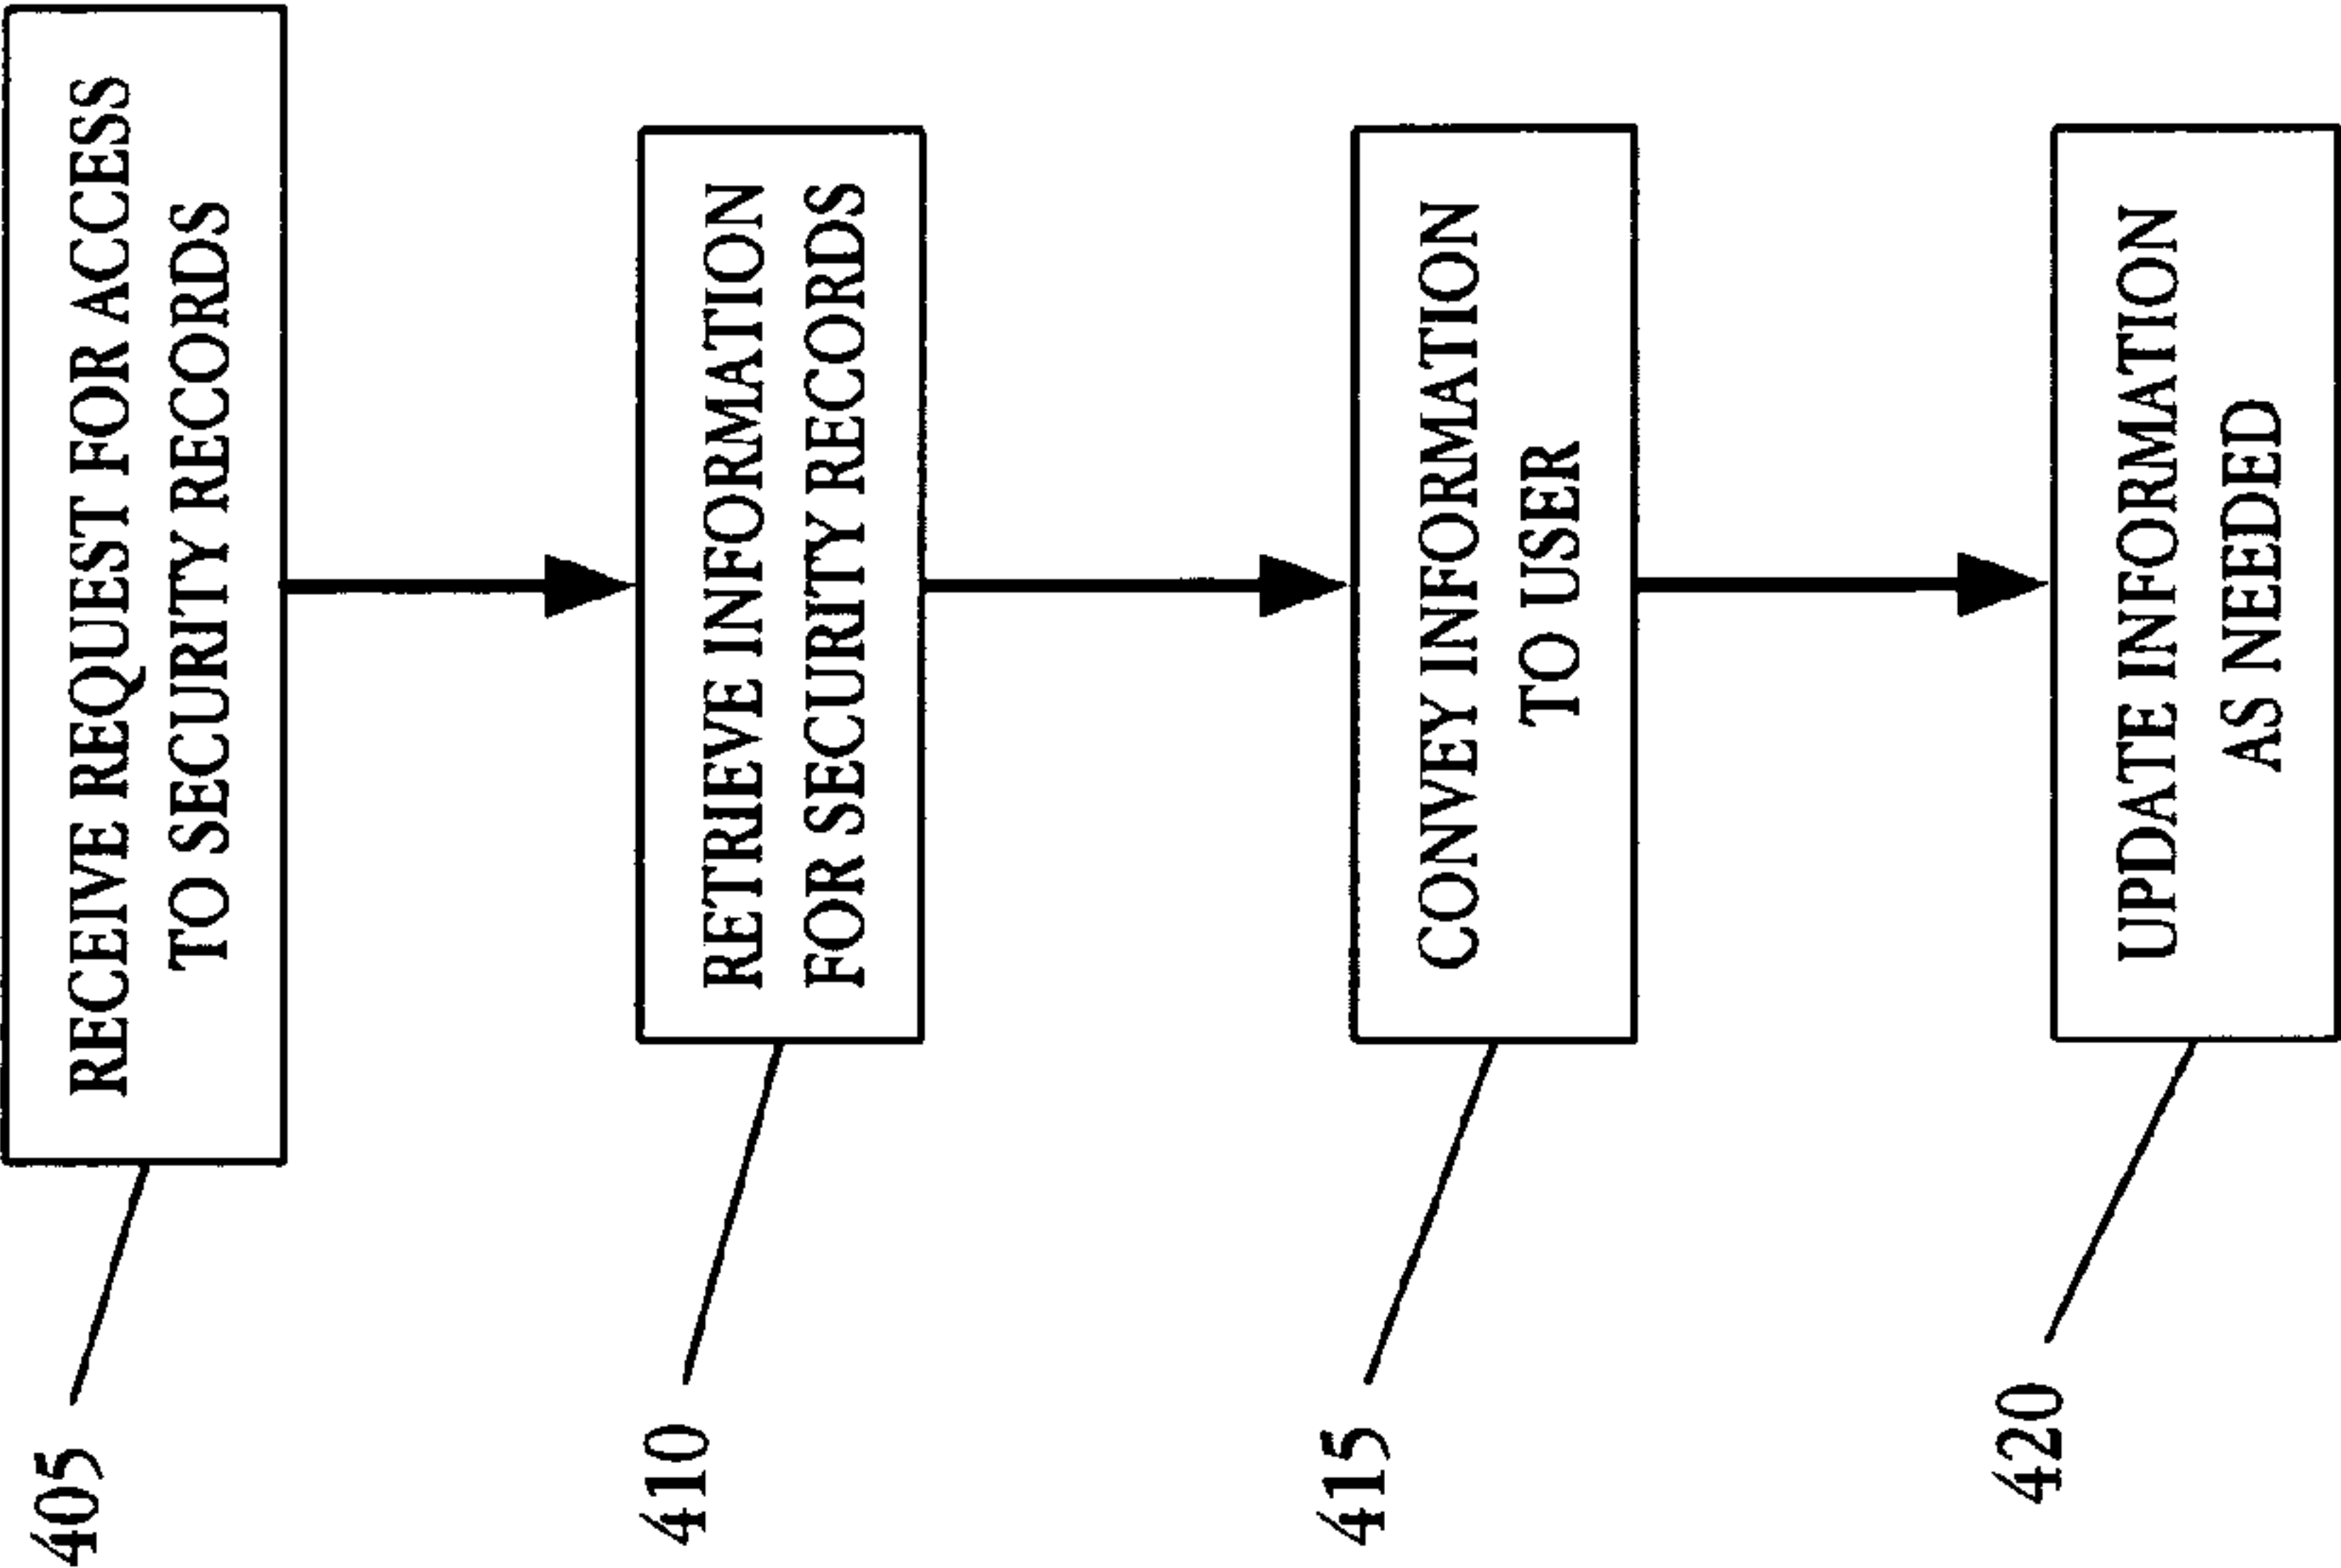 405
RECEIVE REQUEST FOR ACCESS
TO SECURITY RECORDS
410
RETRIEVE INFORMATION
FOR SECURITY RECORDS
415
CONVEY INFORMATION
TO USER
420
UPDATE INFORMATION
AS NEEDED